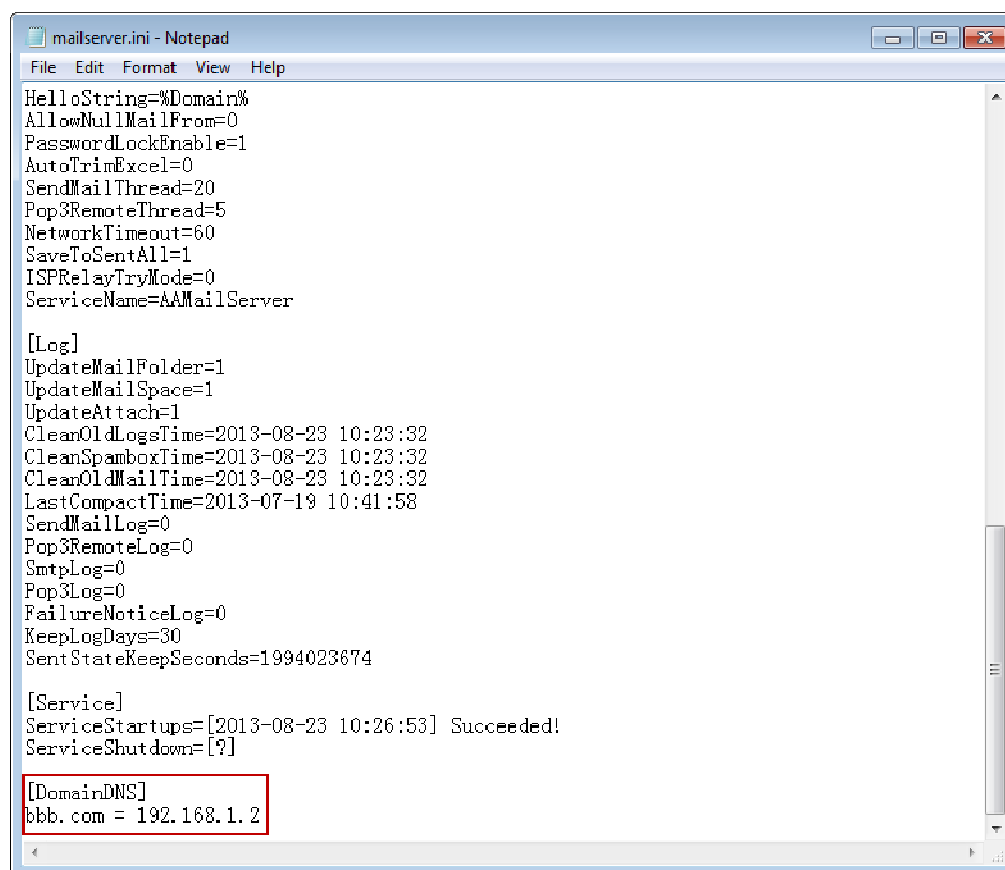 mailserver.ini - Notepad
File Edit Format View Help
HelloString=%Domain%
AllowNullMailFrom=0
PasswordLockEnable=1
AutoTrimExcel=0
SendMailThread=20
Pop3RemoteThread=5
NetworkTimeout=60
SaveToSentAll=1
ISPRelayTryMode=0
ServiceName=AAMailServer
[Log]
UpdateMailFolder=1
UpdateMailSpace=1
UpdateAttach=1
CleanOldLogsTime=2013-08-23 10:23:32
CleanSpamboxTime=2013-08-23 10:23:32
CleanOldMailTime=2013-08-23 10:23:32
LastCompactTime=2013-07-19 10:41:58
SendMailLog=0
Pop3RemoteLog=0
SmtpLog=0
Pop3Log=0
FailureNoticeLog=0
KeepLogDays=30
SentStateKeepSeconds=1994023674
[Service]
ServiceStartups=[2013-08-23 10:26:53] Succeeded!
ServiceShutdown=[?]
[DomainDNS]
bbb.com = 192.168.1.2